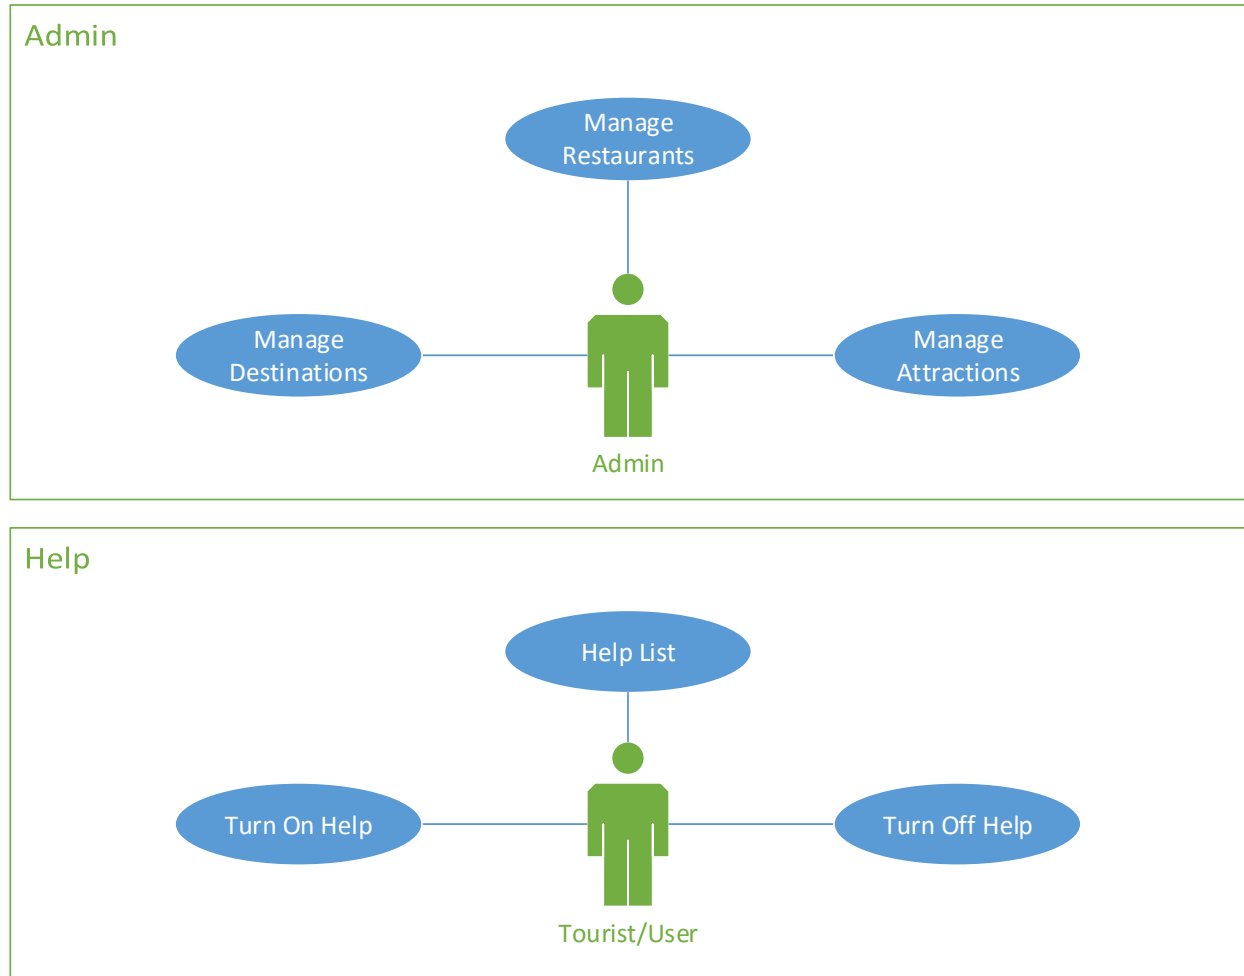 Admin
Manage
Restaurants
Manage
Destinations
Manage
Attractions
Admin
Help
Help List
Turn On Help
Turn Off Help
Tourist/User